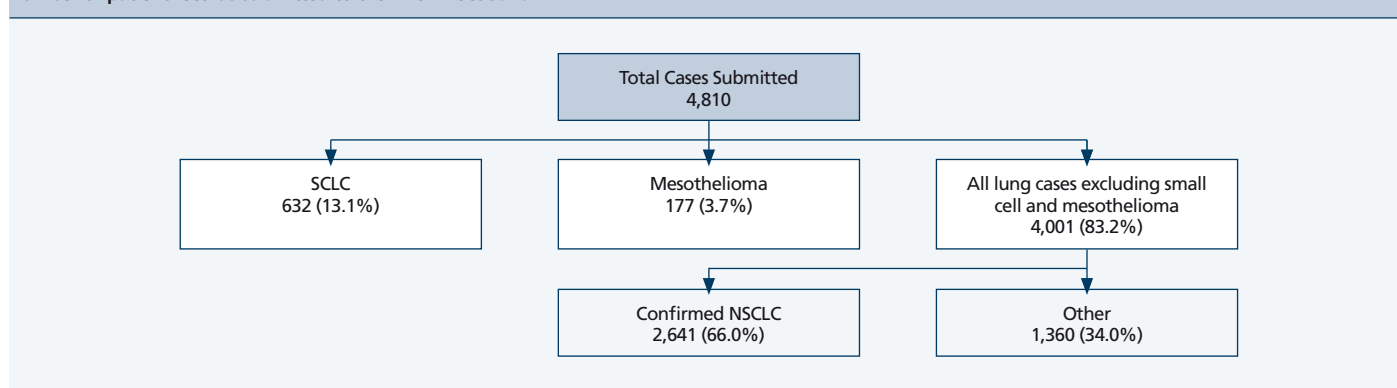 Total Cases Submitted
4,810
SCLC
632 (13.1%)
Mesothelioma
177 (3.7%)
All lung cases excluding small
cell and mesothelioma
4,001 (83.2%)
Confirmed NSCLC
2,641 (66.0%)
Other
1,360 (34.0%)